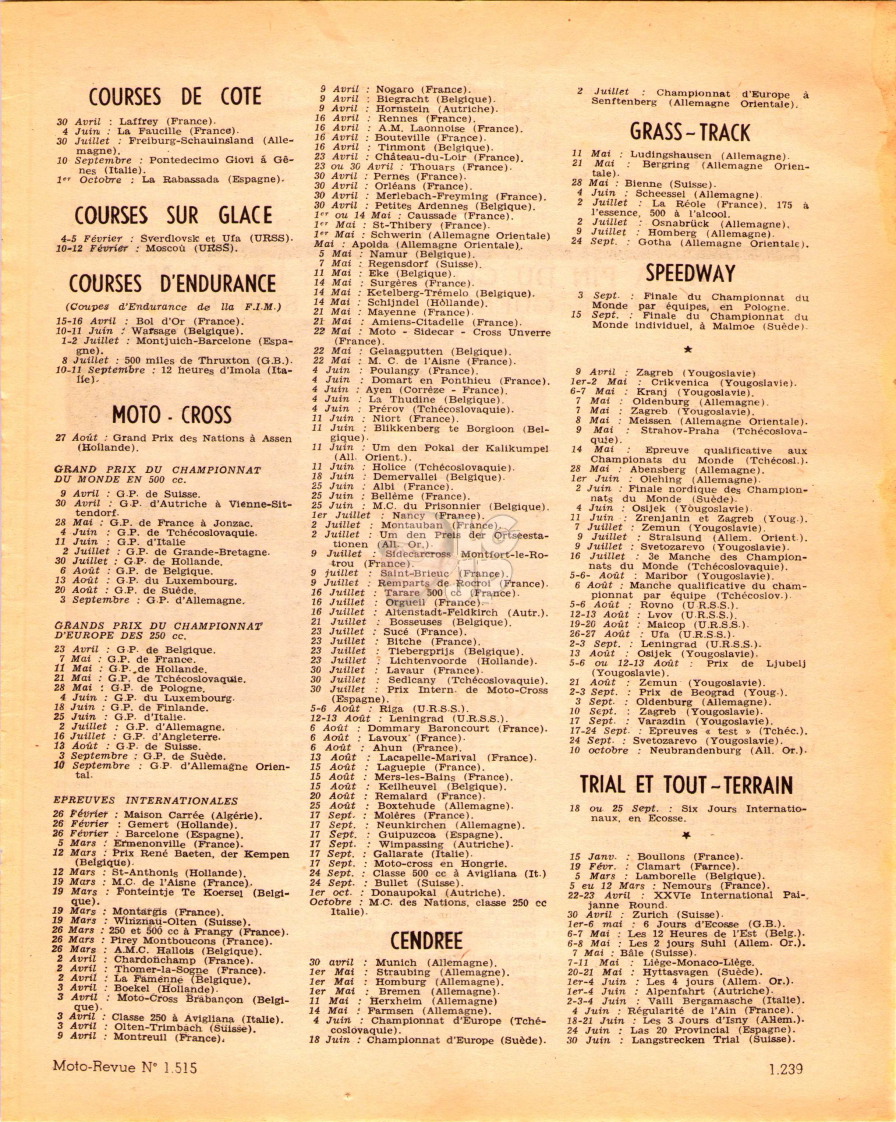 COURSES DE COTE
30 Avril : Laffrey (France).
4 Juin : La Faucille (France).
30 Juillet : Freiburg-Schauinsland (Alle-
magne).
10 Septembre : Pontedecimo Giovi á Gê-
nes (Italie).
1er Octobre : La Rabassada (Espagne).
COURSES SUR GLACE
4-5 Février : Sverdlovsk et Ufa (URSS).
10-12 Février : Moscou (URSS).
COURSES D'ENDURANCE
(Coupes d'Endurance de lla F.I.M.)
15-16 Avril : Bol d'Or (France).
10-11 Juin : Warsage (Belgique).
1-2 Juillet : Montjuich-Barcelone (Espa-
gne).
8 Juillet : 500 miles de Thruxton (G.B.).
10-11 Septembre : 12 heures d'Imola (Ita-
lie).
MOTO - CROSS
27 Août : Grand Prix des Nations à Assen
(Hollande).
GRAND PRIX DU CHAMPIONNAT
DU MONDE EN 500 cc.
9 Avril : G.P. de Suisse.
30 Avril : G.P. d'Autriche à Vienne-Sit-
tendorf.
28 Mai : G.P. de France à Jonzac.
4 Juin : G.P. de Tchécoslovaquie.
11 Juin : G.P. d'Italie
2 Juillet : G.P. de Grande-Bretagne.
30 Juillet : G.P. de Hollande.
6 Août : G.P. de Belgique.
13 Août : G.P. du Luxembourg.
20 Août : G.P. de Suède.
3 Septembre : G.P. d'Allemagne.
GRANDS PRIX DU CHAMPIONNAT
D'EUROPE DES 250 cc.
23 Avril : G.P. de Belgique.
7 Mai : G.P. de France.
11 Mai : G.P. de Hollande.
21 Mai : G.P. de Tchécoslovaquie.
28 Mai : G.P. de Pologne.
4 Juin : G.P. du Luxembourg.
18 Juin : G.P. de Finlande.
25 Juin : G.P. d'Italie.
2 Juillet : G.P. d'Allemagne.
16 Juillet : G.P. d'Angleterre.
13 Août : G.P. de Suisse.
3 Septembre : G.P. de Suède.
10 Septembre : G.P. d'Allemagne Orien-
tal.
EPREUVES INTERNATIONALES
26 Février : Maison Carrée (Algérie).
26 Février : Gemert (Hollande).
26 Février : Barcelone (Espagne).
5 Mars : Ermenonville (France).
12 Mars : Prix René Baeten, der Kempen
(Belgique).
12 Mars : St-Anthonis (Hollande).
19 Mars : M.C. de l'Aisne (France).
19 Mars : Fonteintje Te Koersel (Belgi-
que).
19 Mars : Montargis (France).
19 Mars : Winznau-Olten (Suisse).
26 Mars : 250 et 500 cc à Frangy (France).
26 Mars : Pirey Montboucons (France).
26 Mars : A.M.C. Hallois (Belgique).
2 Avril : Chardonchamp (France).
2 Avril : Thomer-la-Sogne (France).
2 Avril : La Famenne (Belgique).
3 Avril : Boekel (Hollande).
3 Avril : Moto-Cross Brabançon (Belgi-
que).
3 Avril : Classe 250 à Avigliana (Italie).
3 Avril : Olten-Trimbach (Suisse).
9 Avril : Montreuil (France).
9 Avril : Nogaro (France).
9 Avril : Biegracht (Belgique).
9 Avril : Hornstein (Autriche).
16 Avril : Rennes (France).
16 Avril : A.M. Laonnoise (France).
16 Avril : Bouteville (France).
16 Avril : Tinmont (Belgique).
23 Avril : Château-du-Loir (France).
23 ou 30 Avril : Thouars (France).
30 Avril : Pernes (France).
30 Avril : Orléans (France).
30 Avril : Merlebach-Freyming (France).
30 Avril : Petites Ardennes (Belgique).
1er ou 14 Mai : Caussade (France).
1er Mai : St-Thibery (France).
1er Mai : Schwerin (Allemagne Orientale)
Mai : Apolda (Allemagne Orientale).
5 Mai : Namur (Belgique).
7 Mai : Regensdorf (Suisse).
11 Mai : Eke (Belgique).
14 Mai : Surgères (France).
14 Mai : Ketelberg-Trémelo (Belgique).
14 Mai : Schijndel (Hollande).
21 Mai : Mayenne (France).
21 Mai : Amiens-Citadelle (France).
22 Mai : Moto - Sidecar - Cross Unverre
(France).
22 Mai : Gelaagputten (Belgique).
22 Mai : M. C. de l'Aisne (France).
4 Juin : Poulangy (France).
4 Juin : Domart en Ponthieu (France).
4 Juin : Ayen (Corrèze - France).
4 Juin : La Thudine (Belgique).
4 Juin : Prérov (Tchécoslovaquie).
11 Juin : Niort (France).
11 Juin : Blikkenberg te Borgloon (Bel-
gique).
11 Juin : Um den Pokal der Kalikumpel
(All. Orient.).
11 Juin : Holice (Tchécoslovaquie).
18 Juin : Demervallei (Belgique).
25 Juin : Albi (France).
25 Juin : Bellême (France).
25 Juin : M.C. du Prisonnier (Belgique).
1er Juillet : Nancy (France).
2 Juillet : Montauban (France).
2 Juillet : Um den Preis der Ortseesta-
tionen (All. Or.)
9 Juillet : Sidecarcross Montfort-le-Ro-
trou (France).
9 juillet : Saint-Brieuc (France).
9 Juillet : Remparts de Rocroi (France).
16 Juillet : Tarare 500 cc (France).
16 Juillet : Orgueil (France).
16 Juillet : Altenstadt-Feldkirch (Autr.).
21 Juillet : Bosseuses (Belgique).
23 Juillet : Sucé (France).
23 Juillet : Bitche (France).
23 Juillet : Tiebergprijs (Belgique).
23 Juillet : Lichtenvoorde (Hollande).
30 Juillet : Lavaur (France).
30 Juillet : Sedlcany (Tchécoslovaquie).
30 Juillet : Prix Intern. de Moto-Cross
(Espagne).
5-6 Août : Riga (U.R.S.S.).
12-13 Août : Leningrad (U.R.S.S.).
6 Août : Dommary Baroncourt (France).
6 Août : Lavoux (France).
6 Août : Ahun (France).
13 Août : Lacapelle-Marival (France).
15 Août : Laguepie (France).
15 Août : Mers-les-Bains (France).
15 Août : Keilheuvel (Belgique).
20 Août : Remalard (France).
25 Août : Boxtehude (Allemagne).
17 Sept. : Molères (France).
17 Sept. : Neunkirchen (Allemagne).
17 Sept. : Guipuzcoa (Espagne).
17 Sept. : Wimpassing (Autriche).
17 Sept. : Gallarate (Italie).
17 Sept. : Moto-cross en Hongrie.
24 Sept. : Classe 500 cc à Avigliana (It.)
24 Sept. : Bullet (Suisse).
1er oct. : Donaupokal (Autriche).
Octobre : M.C. des Nations, classe 250 cc
Italie).
CENDREE
30 avril : Munich (Allemagne).
1er Mai : Straubing (Allemagne).
1er Mai : Homburg (Allemagne).
1er Mai : Bremen (Allemagne).
11 Mai : Herxheim (Allemagne)
14 Mai : Farmsen (Allemagne).
4 Juin : Championnat d'Europe (Tché-
coslovaquie).
18 Juin : Championnat d'Europe (Suède).
2 Juillet : Championnat d'Europe à
Senftenberg (Allemagne Orientale).
GRASS-TRACK
11 Mai : Ludingshausen (Allemagne).
21 Mai : Bergring (Allemagne Orien-
tale).
28 Mai : Bienne (Suisse).
4 Juin : Scheessel (Allemagne).
2 Juillet : La Réole (France), 175 à
l'essence, 500 à l'alcool.
2 Juillet : Osnabrück (Allemagne).
9 Juillet : Homberg (Allemagne).
24 Sept. : Gotha (Allemagne Orientale).
SPEEDWAY
3 Sept. : Finale du Championnat du
Monde par équipes, en Pologne.
15 Sept. : Finale du Championnat du
Monde individuel, à Malmoe (Suède).
★
9 Avril : Zagreb (Yougoslavie)
1er-2 Mai : Crikvenica (Yougoslavie).
6-7 Mai : Kranj (Yougoslavie).
7 Mai : Oldenburg (Allemagne).
7 Mai : Zagreb (Yougoslavie).
8 Mai : Meissen (Allemagne Orientale).
9 Mai : Strahov-Praha (Tchécoslova-
quie).
14 Mai : Epreuve qualificative aux
Championats du Monde (Tchécosl.).
28 Mai : Abensberg (Allemagne).
1er Juin : Olching (Allemagne).
2 Juin : Finale nordique des Champion-
nats du Monde (Suède).
4 Juin : Osijek (Yougoslavie).
11 Juin : Zrenjanin et Zagreb (Youg.).
7 Juillet : Zemun (Yougoslavie).
9 Juillet : Stralsund (Allem. Orient.).
9 Juillet : Svetozarevo (Yougoslavie).
16 Juillet : 3e Manche des Champion-
nats du Monde (Tchécoslovaquie).
5-6- Août : Maribor (Yougoslavie).
6 Août : Manche qualificative du cham-
pionnat par équipe (Tchécoslov.).
5-6 Août : Rovno (U.R.S.S.).
12-13 Août : Lvov (U.R.S.S.).
19-20 Août : Maicop (U.R.S.S.).
26-27 Août : Ufa (U.R.S.S.).
2-3 Sept. : Leningrad (U.R.S.S.).
13 Août : Osijek (Yougoslavie).
5-6 ou 12-13 Août : Prix de Ljubelj
(Yougoslavie).
21 Août : Zemun (Yougoslavie).
2-3 Sept. : Prix de Beograd (Youg.).
3 Sept. : Oldenburg (Allemagne).
10 Sept. : Zagreb (Yougoslavie).
17 Sept. : Varazdin (Yougoslavie).
17-24 Sept. : Epreuves « test » (Tchéc.).
24 Sept. : Svetozarevo (Yougoslavie).
10 octobre : Neubrandenburg (All. Or.).
TRIAL ET TOUT-TERRAIN
18 ou 25 Sept. : Six Jours Internatio-
naux, en Ecosse.
★
15 Janv. : Boullons (France).
19 Févr. : Clamart (Farnce).
5 Mars : Lamborelle (Belgique).
5 eu 12 Mars : Nemours (France).
22-23 Avril : XXVIe International Pai-
janne Round.
30 Avril : Zurich (Suisse).
1er-6 mai : 6 Jours d'Ecosse (G.B.).
6-7 Mai : Les 12 Heures de l'Est (Belg.).
6-8 Mai : Les 2 jours Suhl (Allem. Or.).
7 Mai : Bâle (Suisse).
7-11 Mai : Liège-Monaco-Liège.
20-21 Mai : Hyttasvagen (Suède).
1er-4 Juin : Les 4 jours (Allem. Or.).
1er-4 Juin : Alpenfahrt (Autriche).
2-3-4 Juin : Valli Bergamasche (Italie).
4 Juin : Régularité de l'Ain (France).
18-21 Juin : Les 3 Jours d'Isny (Allem.).
24 Juin : Las 20 Provincial (Espagne).
30 Juin : Langstrecken Trial (Suisse).
Moto-Revue N° 1.515
1.239